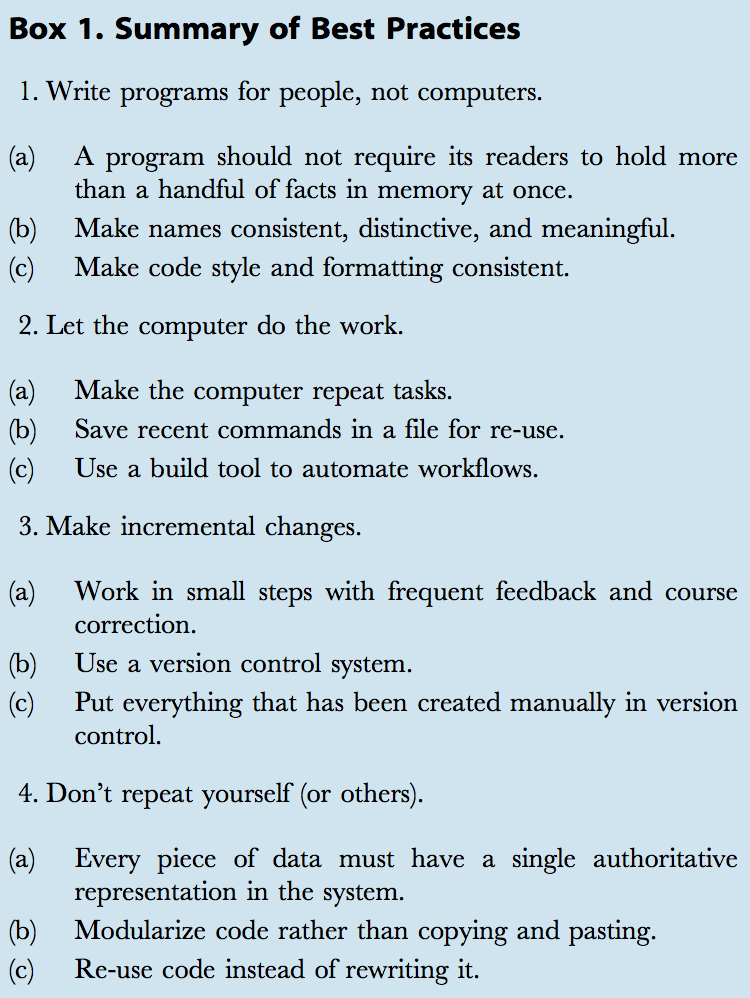 Box 1. Summary of Best Practices
1. Write programs for people, not computers.
(a) A program should not require its readers to hold more
than a handful of facts in memory at once.
(b) Make names consistent, distinctive, and meaningful.
(c) Make code style and formatting consistent.
2. Let the computer do the work.
(a) Make the computer repeat tasks.
(b) Save recent commands in a file for re-use.
(c) Use a build tool to automate workflows.
3. Make incremental changes.
(a) Work in small steps with frequent feedback and course
correction.
(b) Use a version control system.
(c) Put everything that has been created manually in version
control.
4. Don’t repeat yourself (or others).
(a) Every piece of data must have a single authoritative
representation in the system.
(b) Modularize code rather than copying and pasting.
(c) Re-use code instead of rewriting it.